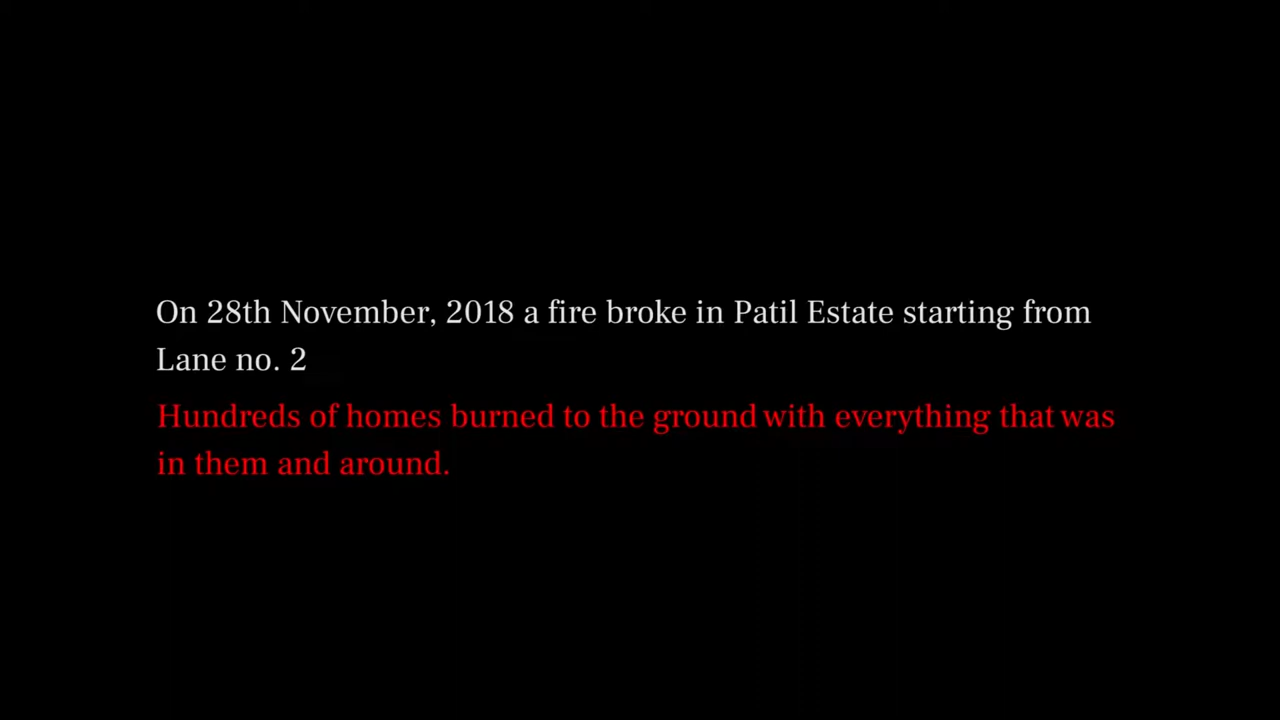 On 28th November, 2018 a fire broke in Patil Estate starting from
Lane no. 2
Hundreds of homes burned to the ground with everything that was
in them and around.